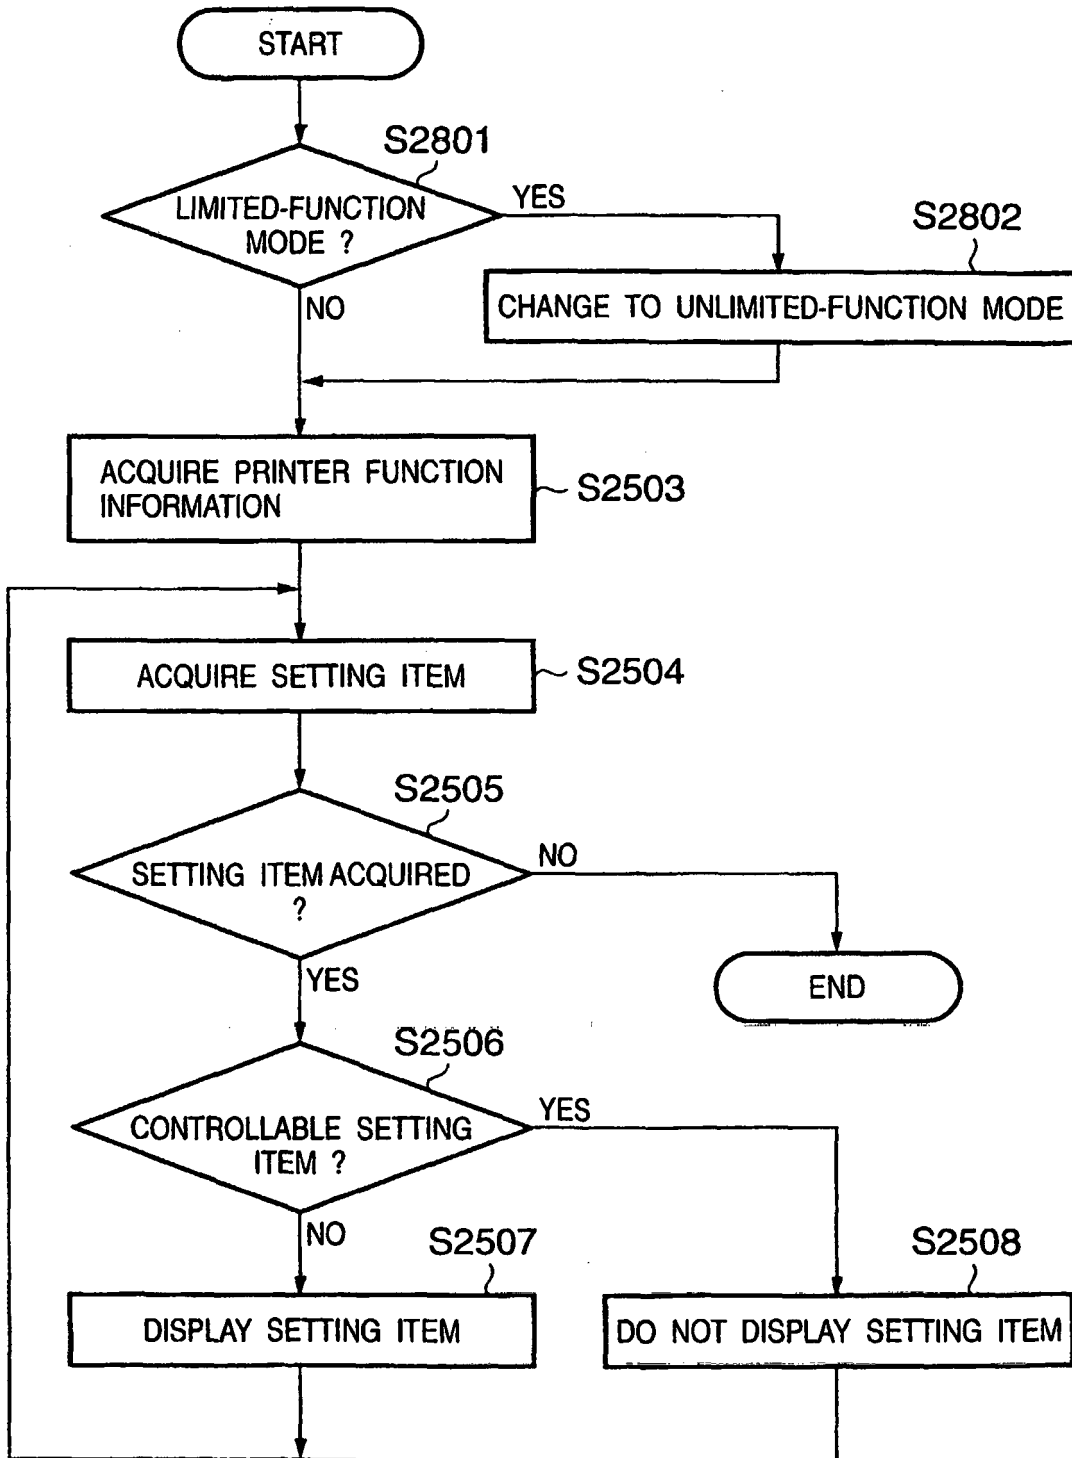 START
S2801
LIMITED-FUNCTION
MODE ?
YES
S2802
CHANGE TO UNLIMITED-FUNCTION MODE
NO
ACQUIRE PRINTER FUNCTION
INFORMATION
S2503
ACQUIRE SETTING ITEM
S2504
S2505
SETTING ITEM ACQUIRED
?
NO
YES
END
S2506
CONTROLLABLE SETTING
ITEM ?
YES
NO
S2507
S2508
DISPLAY SETTING ITEM
DO NOT DISPLAY SETTING ITEM